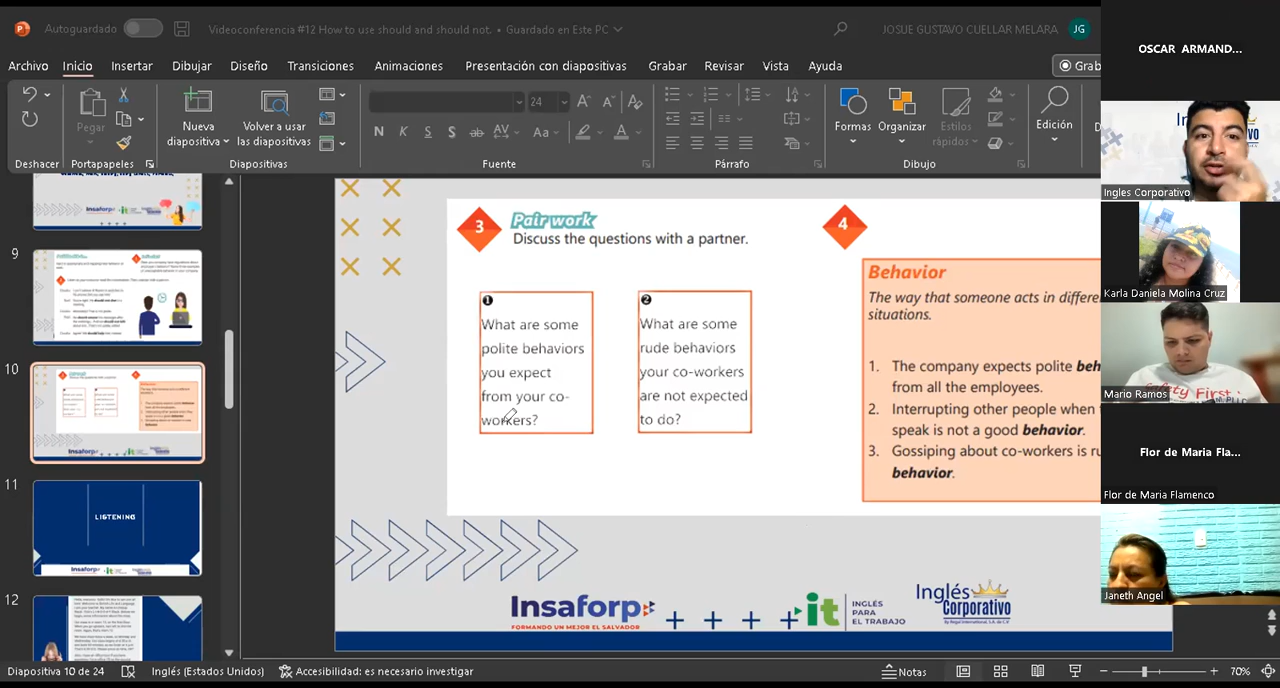 Autoguardado
Videoconferencia #12 How to use should and should not. • Guardado en Este PC
JOSUE GUSTAVO CUELLAR MELARA
JG
Archivo Inicio Insertar Dibujar Diseño Transiciones Animaciones Presentación con diapositivas Grabar Revisar Vista Ayuda
Grab
Pegar
Nueva diapositiva
Volver a usar las diapositivas
24
N K S S ab AV Aa A
Formas
Organizar
Estilos rápidos
Edición
Deshacer
Portapapeles
Diapositivas
Fuente
Párrafo
Dibujo
9
10
11
LISTENING
12
3
Pair work
Discuss the questions with a partner.
1
What are some
polite behaviors
you expect
from your co-
workers?
2
What are some
rude behaviors
your co-workers
are not expected
to do?
4
Behavior
The way that someone acts in differe
situations.
1. The company expects polite beh
from all the employees.
2. Interrupting other people when
speak is not a good behavior.
3. Gossiping about co-workers is ru
behavior.
nsaforp
FORMANDO UN MEJOR EL SALVADOR
INGLÉS
PARA
EL TRABAJO
Inglés
Corporativo
OSCAR ARMAND...
Ingles Corporativo
Karla Daniela Molina Cruz
Mario Ramos
Flor de Maria Fla...
Flor de Maria Flamenco
Janeth Angel
Diapositiva 10 de 24
Inglés (Estados Unidos)
Accesibilidad: es necesario investigar
Notas
70%